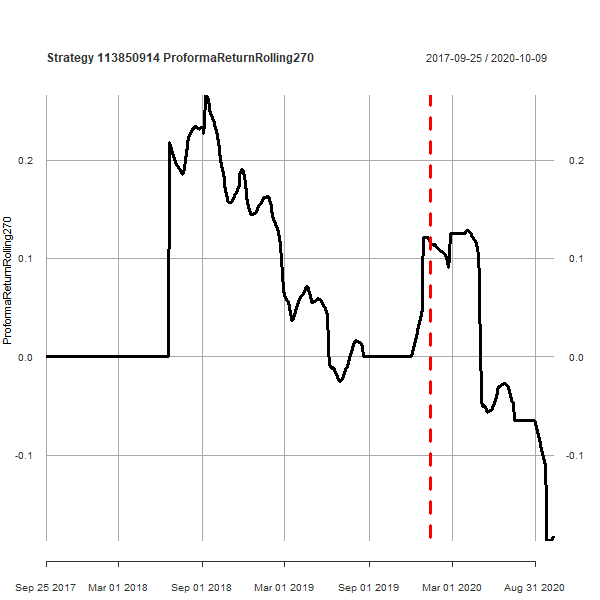 Strategy 113850914 ProformaReturnRolling270
2017-09-25 / 2020-10-09
ProformaReturnRolling270
0.2
0.2
0.1
0.1
0.0
0.0
-0.1
-0.1
Sep 25 2017
Mar 01 2018
Sep 01 2018
Mar 01 2019
Sep 01 2019
Mar 01 2020
Aug 31 2020